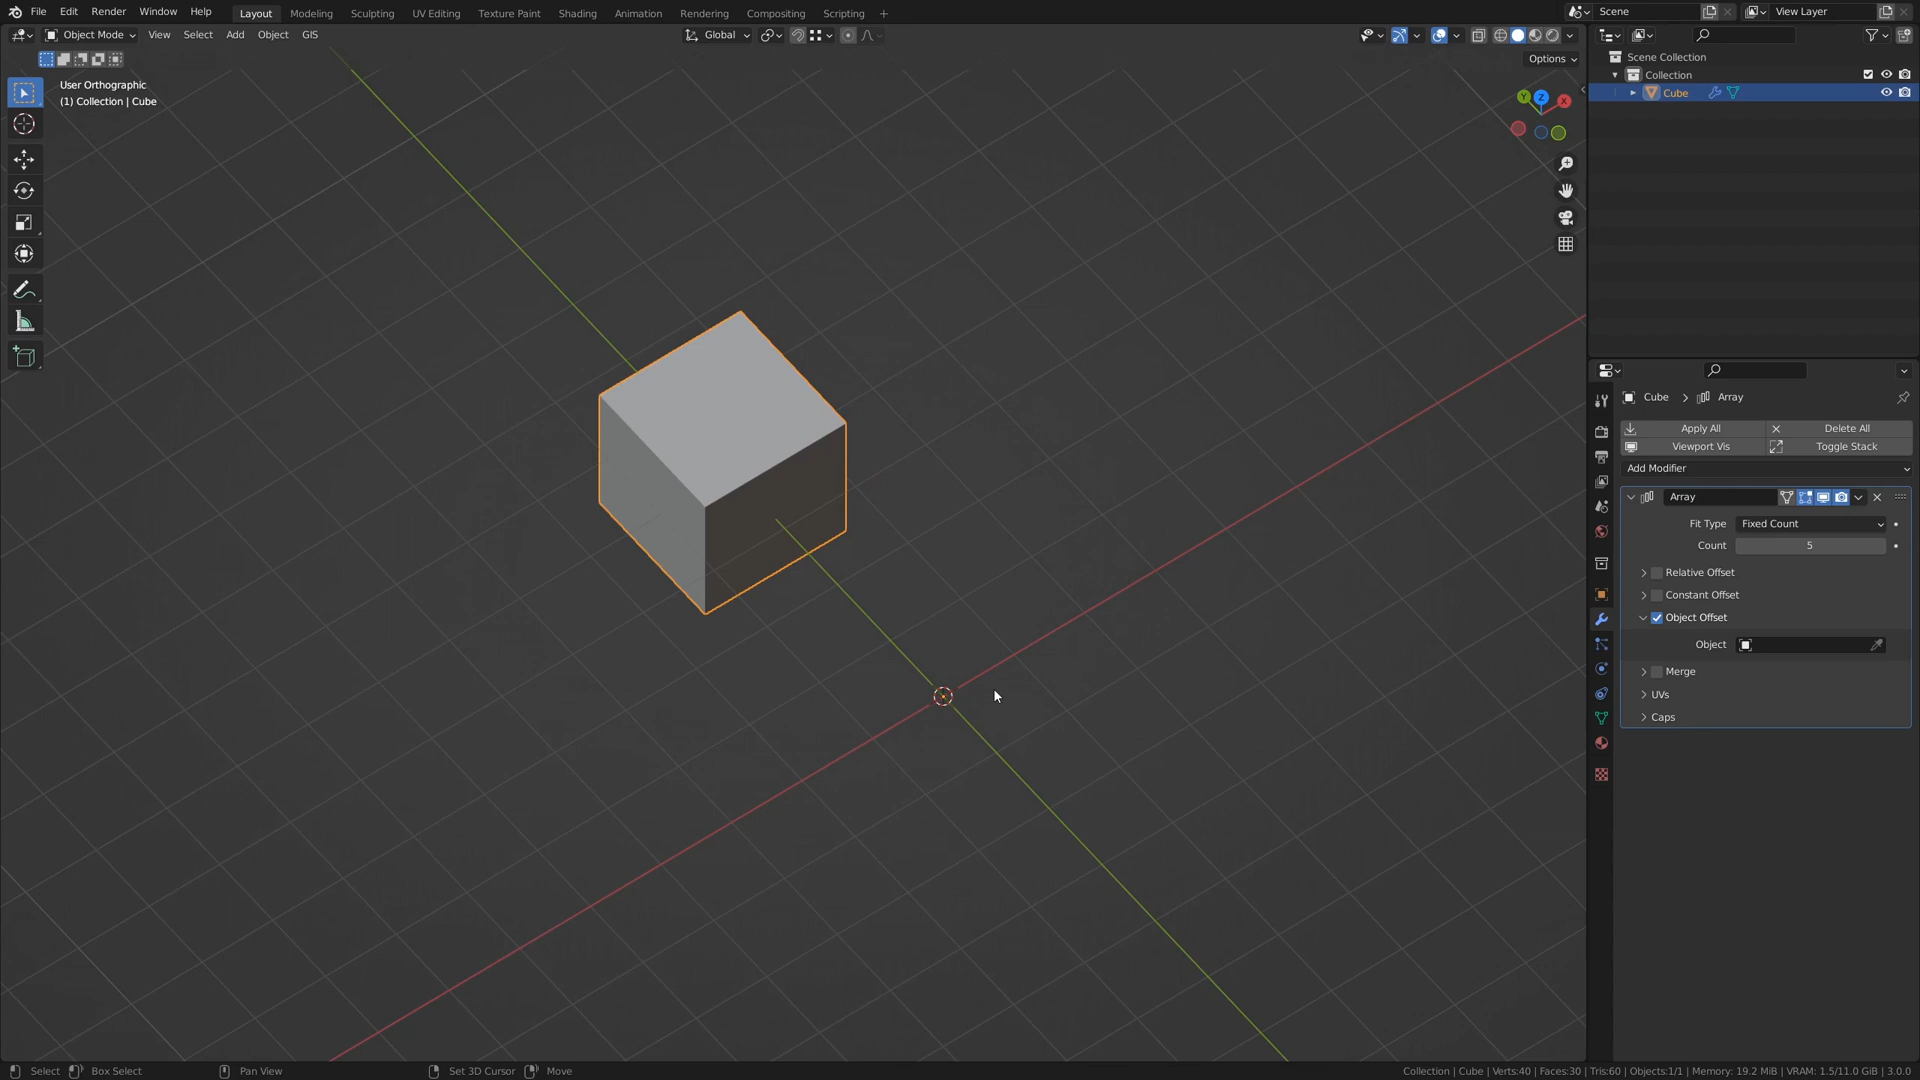 File Edit Render Window Help Layout Modeling Sculpting UV Editing Texture Paint Shading Animation Rendering Compositing Scripting + Scene View Layer
Object Mode View Select Add Object GIS Global
Options
User Orthographic
(1) Collection | Cube
Y Z X
Scene Collection
Collection
Cube
Cube > Array
Apply All Delete All
Viewport Vis Toggle Stack
Add Modifier
Array
Fit Type Fixed Count
Count 5
Relative Offset
Constant Offset
Object Offset
Object
Merge
UVs
Caps
Select Box Select Pan View Set 3D Cursor Move Collection | Cube | Verts:40 | Faces:30 | Tris:60 | Objects:1/1 | Memory: 19.2 MiB | VRAM: 1.5/11.0 GiB | 3.0.0